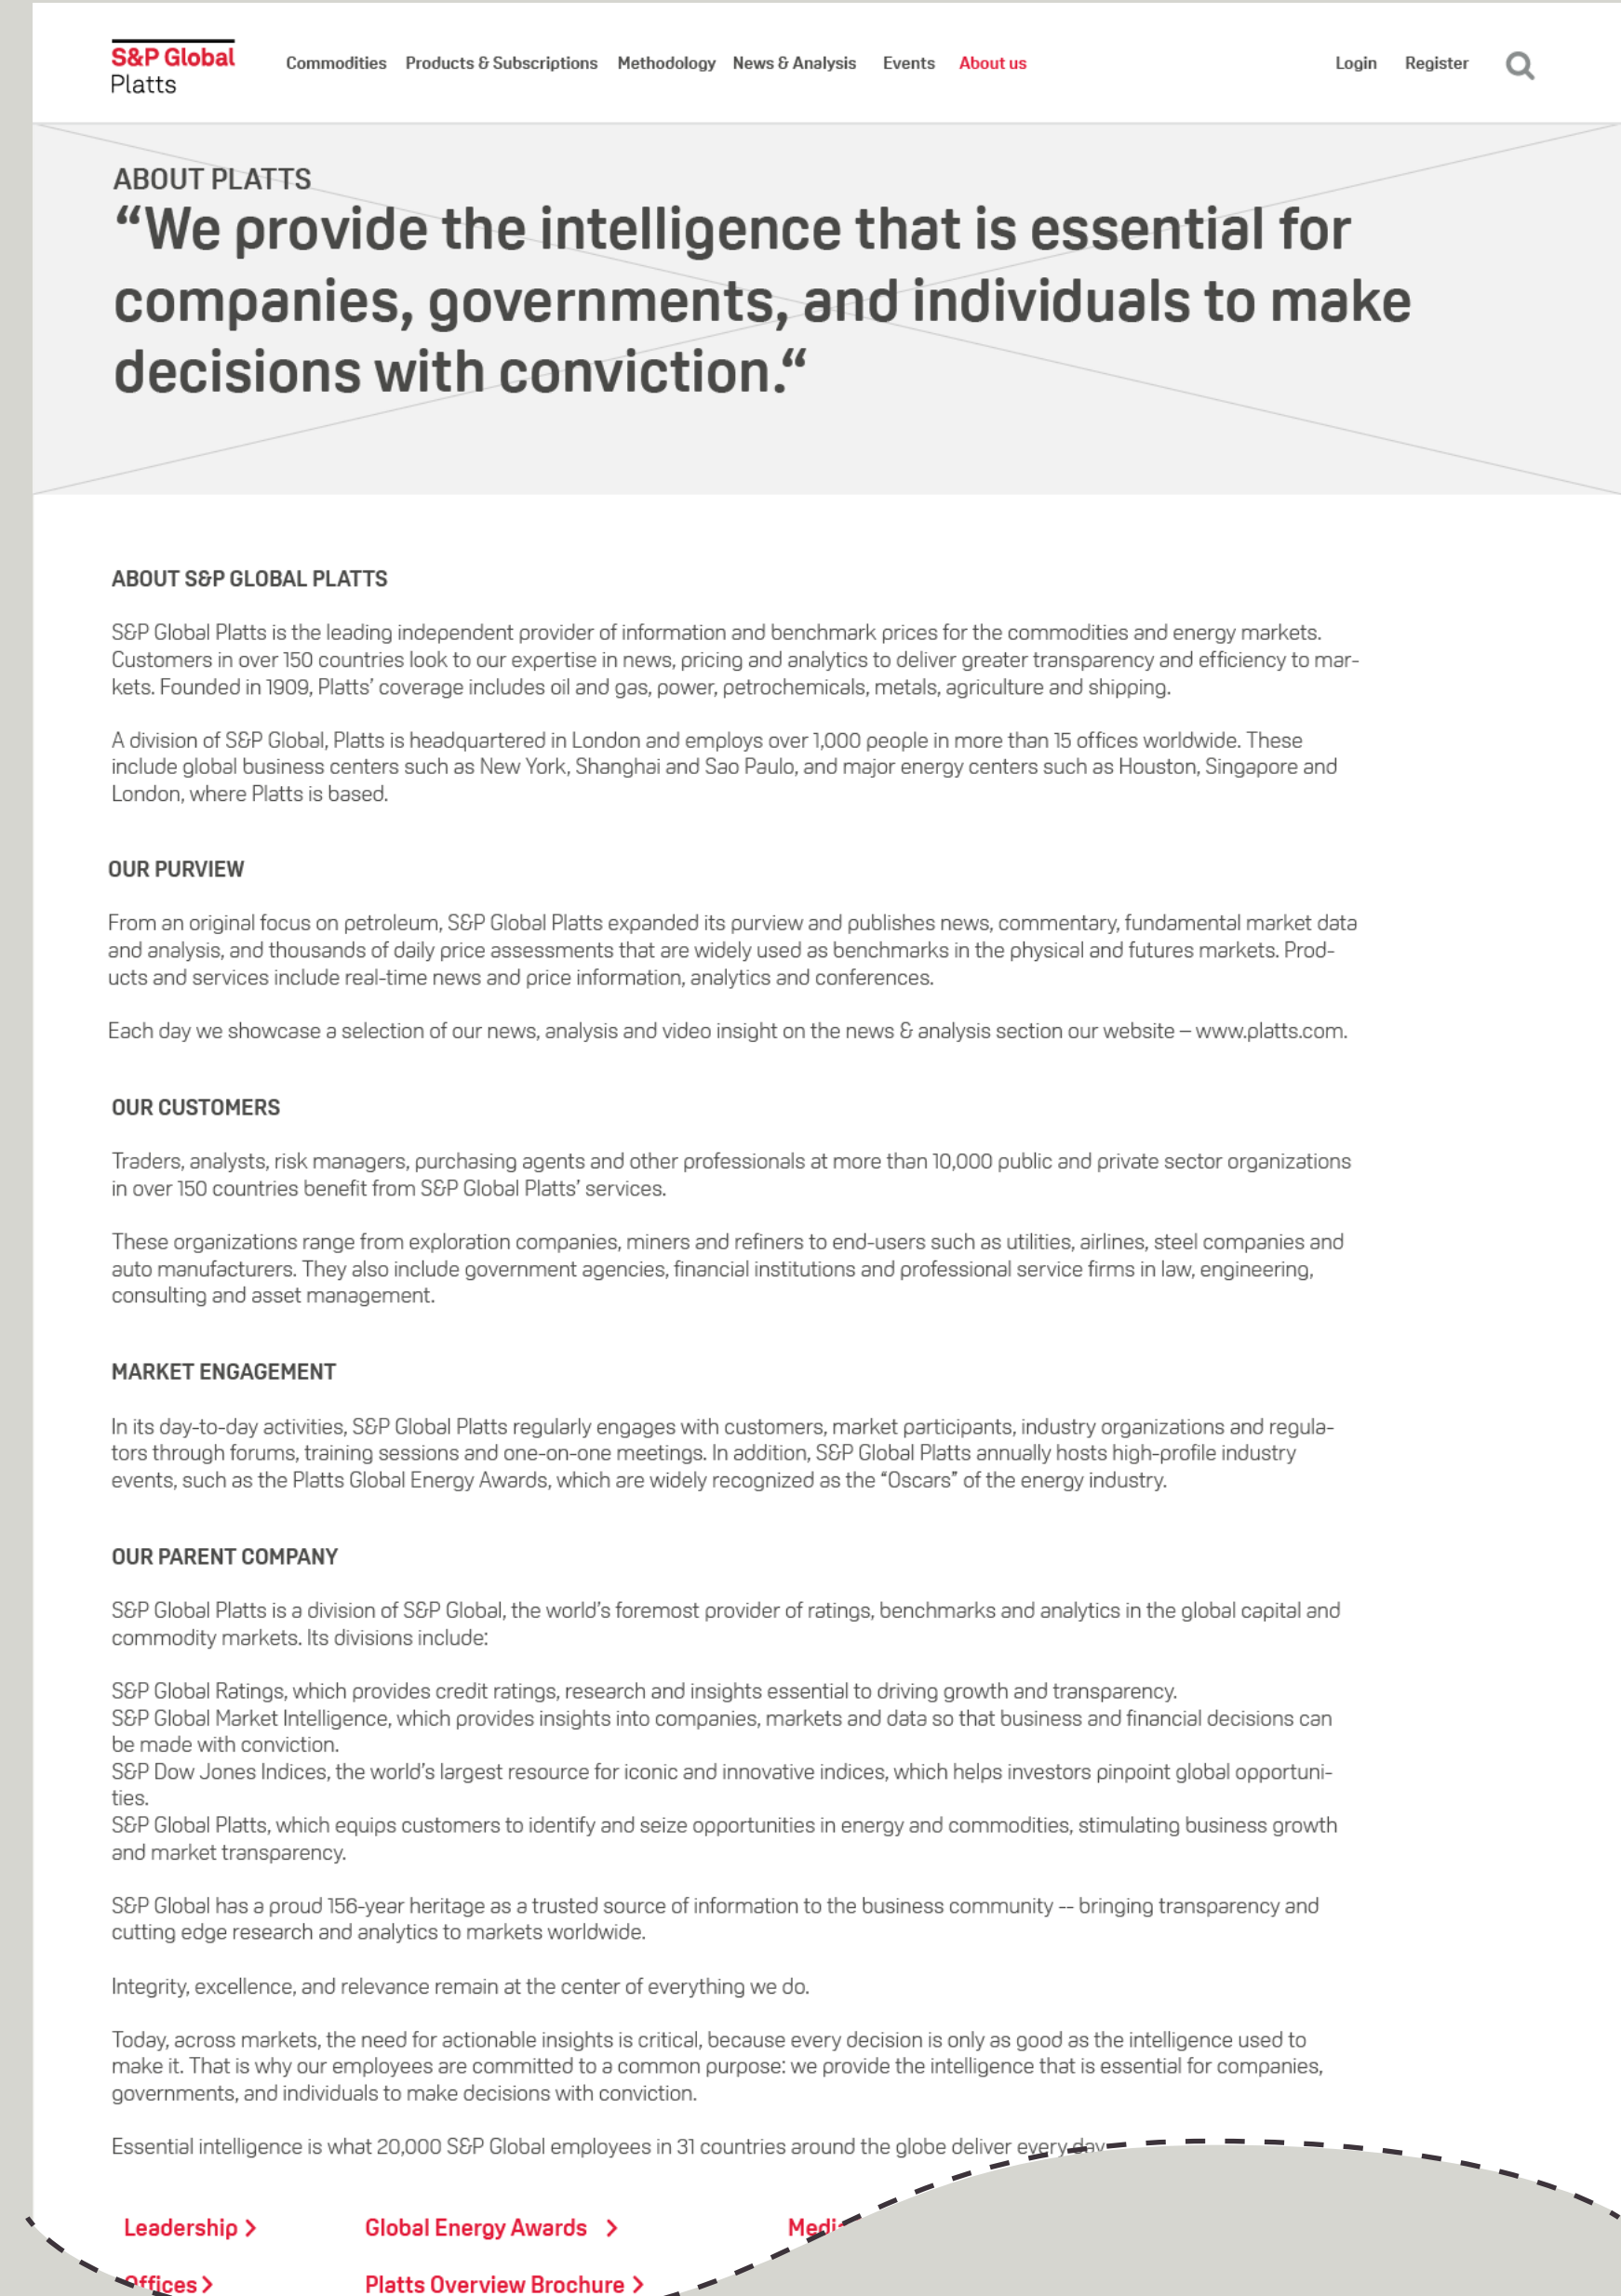 S&P Global
Platts
Commodities Products & Subscriptions Methodology News & Analysis Events About us Login Register
ABOUT PLATTS
“We provide the intelligence that is essential for
companies, governments, and individuals to make
decisions with conviction.“
ABOUT S&P GLOBAL PLATTS
S&P Global Platts is the leading independent provider of information and benchmark prices for the commodities and energy markets.
Customers in over 150 countries look to our expertise in news, pricing and analytics to deliver greater transparency and efficiency to mar-
kets. Founded in 1909, Platts’ coverage includes oil and gas, power, petrochemicals, metals, agriculture and shipping.
A division of S&P Global, Platts is headquartered in London and employs over 1,000 people in more than 15 offices worldwide. These
include global business centers such as New York, Shanghai and Sao Paulo, and major energy centers such as Houston, Singapore and
London, where Platts is based.
OUR PURVIEW
From an original focus on petroleum, S&P Global Platts expanded its purview and publishes news, commentary, fundamental market data
and analysis, and thousands of daily price assessments that are widely used as benchmarks in the physical and futures markets. Prod-
ucts and services include real-time news and price information, analytics and conferences.
Each day we showcase a selection of our news, analysis and video insight on the news & analysis section our website – www.platts.com.
OUR CUSTOMERS
Traders, analysts, risk managers, purchasing agents and other professionals at more than 10,000 public and private sector organizations
in over 150 countries benefit from S&P Global Platts’ services.
These organizations range from exploration companies, miners and refiners to end-users such as utilities, airlines, steel companies and
auto manufacturers. They also include government agencies, financial institutions and professional service firms in law, engineering,
consulting and asset management.
MARKET ENGAGEMENT
In its day-to-day activities, S&P Global Platts regularly engages with customers, market participants, industry organizations and regula-
tors through forums, training sessions and one-on-one meetings. In addition, S&P Global Platts annually hosts high-profile industry
events, such as the Platts Global Energy Awards, which are widely recognized as the “Oscars” of the energy industry.
OUR PARENT COMPANY
S&P Global Platts is a division of S&P Global, the world’s foremost provider of ratings, benchmarks and analytics in the global capital and
commodity markets. Its divisions include:
S&P Global Ratings, which provides credit ratings, research and insights essential to driving growth and transparency.
S&P Global Market Intelligence, which provides insights into companies, markets and data so that business and financial decisions can
be made with conviction.
S&P Dow Jones Indices, the world’s largest resource for iconic and innovative indices, which helps investors pinpoint global opportuni-
ties.
S&P Global Platts, which equips customers to identify and seize opportunities in energy and commodities, stimulating business growth
and market transparency.
S&P Global has a proud 156-year heritage as a trusted source of information to the business community -- bringing transparency and
cutting edge research and analytics to markets worldwide.
Integrity, excellence, and relevance remain at the center of everything we do.
Today, across markets, the need for actionable insights is critical, because every decision is only as good as the intelligence used to
make it. That is why our employees are committed to a common purpose: we provide the intelligence that is essential for companies,
governments, and individuals to make decisions with conviction.
Essential intelligence is what 20,000 S&P Global employees in 31 countries around the globe deliver every day
Leadership > Global Energy Awards >
Offices > Platts Overview Brochure >